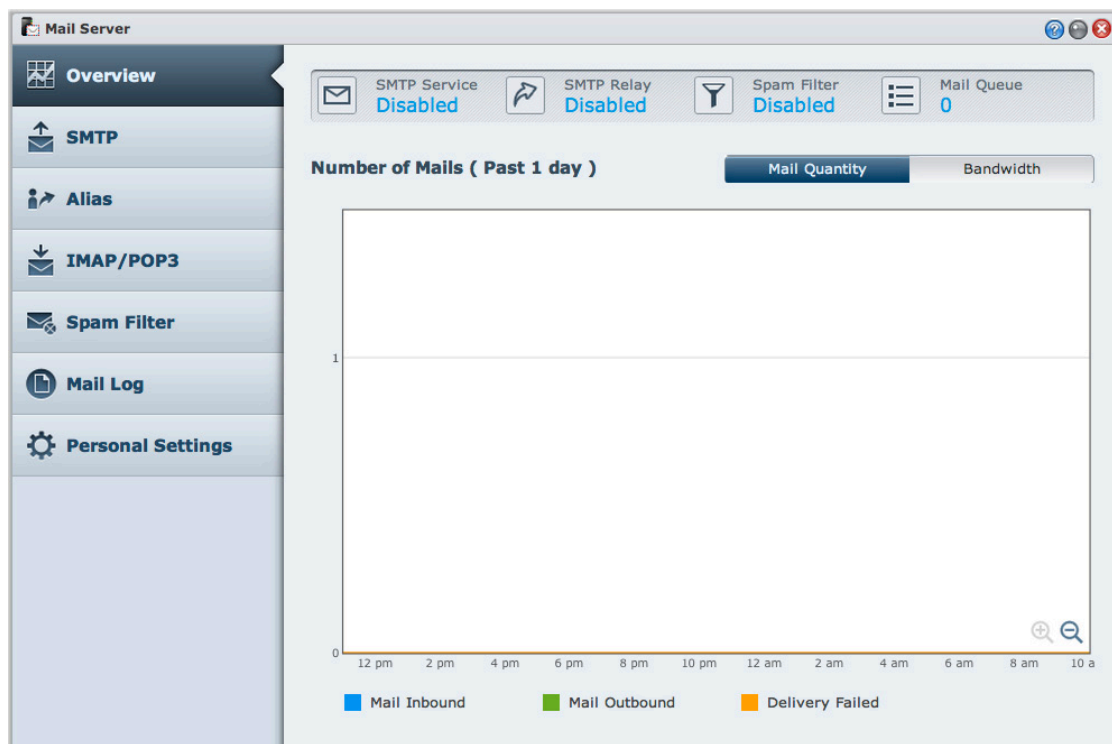 Mail Server
Overview
SMTP
Alias
IMAP/POP3
Spam Filter
Mail Log
Personal Settings
SMTP Service
Disabled
SMTP Relay
Disabled
Spam Filter
Disabled
Mail Queue
0
Number of Mails ( Past 1 day )
Mail Quantity
Bandwidth
1
0
12 pm 2 pm 4 pm 6 pm 8 pm 10 pm 12 am 2 am 4 am 6 am 8 am 10 a
Mail Inbound
Mail Outbound
Delivery Failed